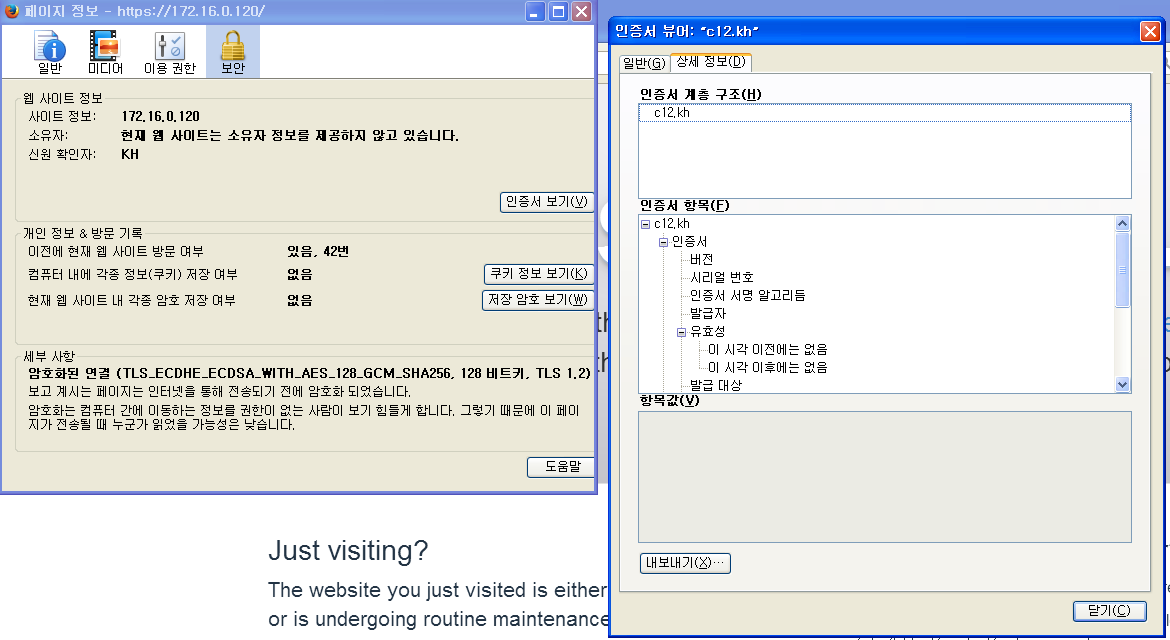 페이지 정보 - https://172.16.0.120/
일반
미디어
이용 권한
보안
웹 사이트 정보
사이트 정보: 172.16.0.120
소유자: 현재 웹 사이트는 소유자 정보를 제공하지 않고 있습니다.
신원 확인자: KH
인증서 보기(V)
개인 정보 & 방문 기록
이전에 현재 웹 사이트 방문 여부 있음, 42번
컴퓨터 내에 각종 정보(쿠키) 저장 여부 없음 쿠키 정보 보기(K)
현재 웹 사이트 내 각종 암호 저장 여부 없음 저장 암호 보기(W)
세부 사항
암호화된 연결 (TLS_ECDHE_ECDSA_WITH_AES_128_GCM_SHA256, 128 비트키, TLS 1.2)
보고 계시는 페이지는 인터넷을 통해 전송되기 전에 암호화 되었습니다.
암호화는 컴퓨터 간에 이동하는 정보를 권한이 없는 사람이 보기 힘들게 합니다. 그렇기 때문에 이 페이
지가 전송될 때 누군가 읽었을 가능성은 낮습니다.
도움말
Just visiting?
The website you just visited is either
or is undergoing routine maintenance
인증서 뷰어: "c12.kh"
일반(G)
상세 정보(D)
인증서 계층 구조(H)
c12.kh
인증서 항목(F)
c12.kh
인증서
버전
시리얼 번호
인증서 서명 알고리듬
발급자
유효성
이 시각 이전에는 없음
이 시각 이후에는 없음
발급 대상
항목값(V)
내보내기(X)...
닫기(C)